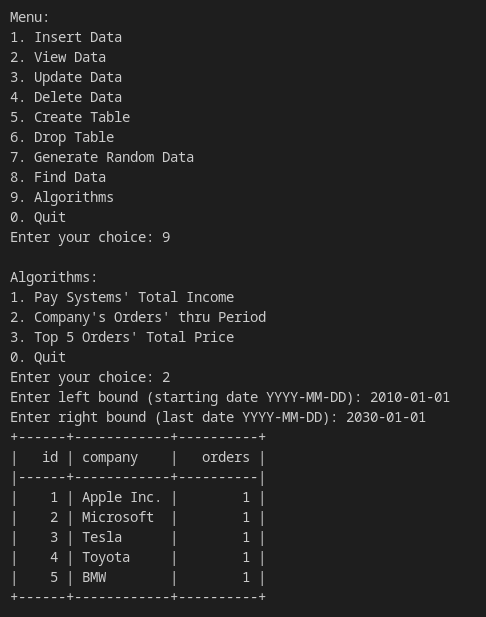 Menu:
1. Insert Data
2. View Data
3. Update Data
4. Delete Data
5. Create Table
6. Drop Table
7. Generate Random Data
8. Find Data
9. Algorithms
0. Quit
Enter your choice: 9

Algorithms:
1. Pay Systems' Total Income
2. Company's Orders' thru Period
3. Top 5 Orders' Total Price
0. Quit
Enter your choice: 2
Enter left bound (starting date YYYY-MM-DD): 2010-01-01
Enter right bound (last date YYYY-MM-DD): 2030-01-01
+------+------------+----------+
|   id | company    |   orders |
|------+------------+----------|
|    1 | Apple Inc. |        1 |
|    2 | Microsoft  |        1 |
|    3 | Tesla      |        1 |
|    4 | Toyota     |        1 |
|    5 | BMW        |        1 |
+------+------------+----------+